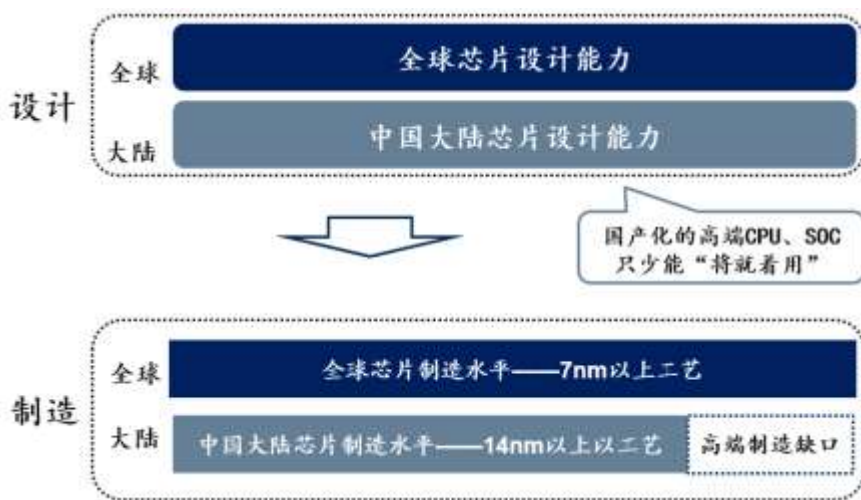 设计
全球
全球芯片设计能力
大陆
中国大陆芯片设计能力
国产化的高端CPU、SOC
只少能“将就着用”
制造
全球
全球芯片制造水平——7nm以上工艺
大陆
中国大陆芯片制造水平——14nm以上以工艺
高端制造缺口